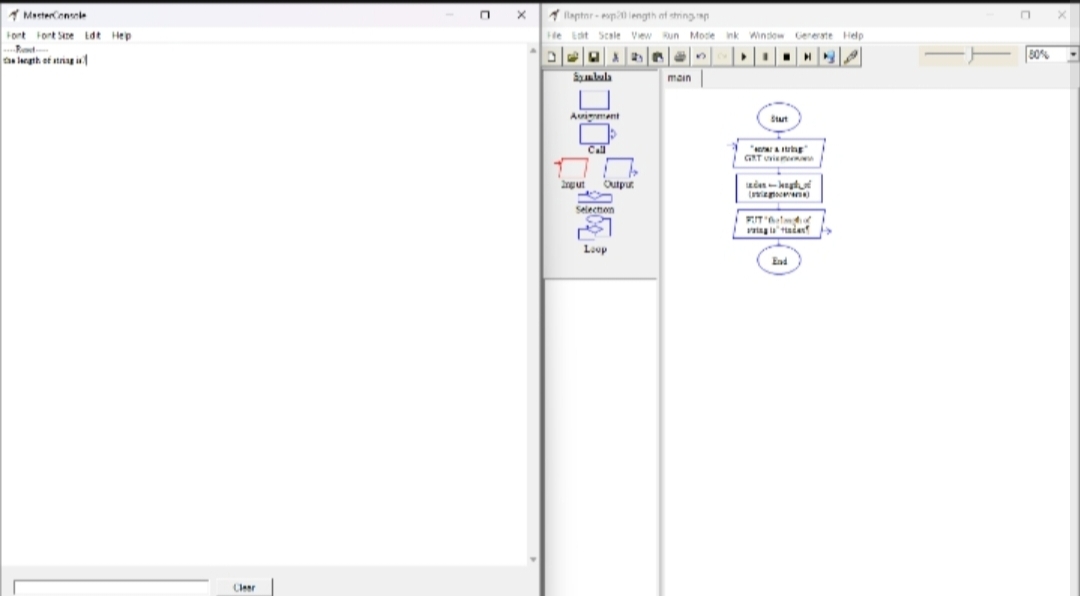 MasterConsole
Font Font Size Edit Help
----Reset----
the length of string is7
Clear
Raptor - exp20 length of string.rap
File Edit Scale View Run Mode Ink Window Generate Help
80%
Symbols
Assignment
Call
Input Output
Selection
Loop
main
Start
"enter a string"
GET stringtoreverse
index ← length_of
(stringtoreverse)
PUT "the length of
string is" +index¶
End